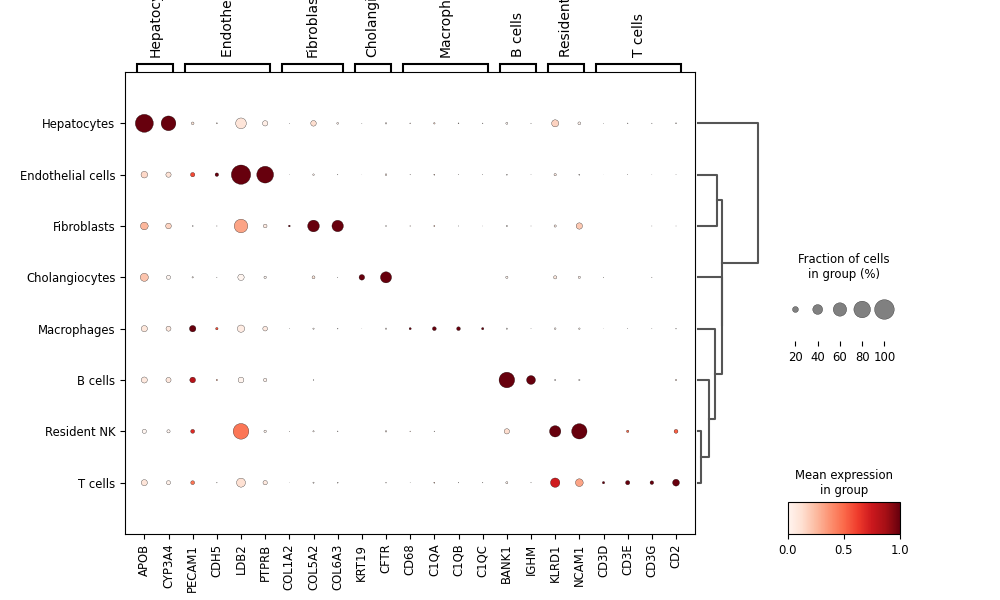 Hepatocy
Endothe
Fibroblas
Cholangi
Macroph
B cells
Resident
T cells
Hepatocytes
Endothelial cells
Fibroblasts
Cholangiocytes
Macrophages
B cells
Resident NK
T cells
APOB
CYP3A4
PECAM1
CDH5
LDB2
PTPRB
COL1A2
COL5A2
COL6A3
KRT19
CFTR
CD68
C1QA
C1QB
C1QC
BANK1
IGHM
KLRD1
NCAM1
CD3D
CD3E
CD3G
CD2
Fraction of cells
in group (%)
20 40 60 80 100
Mean expression
in group
0.0 0.5 1.0